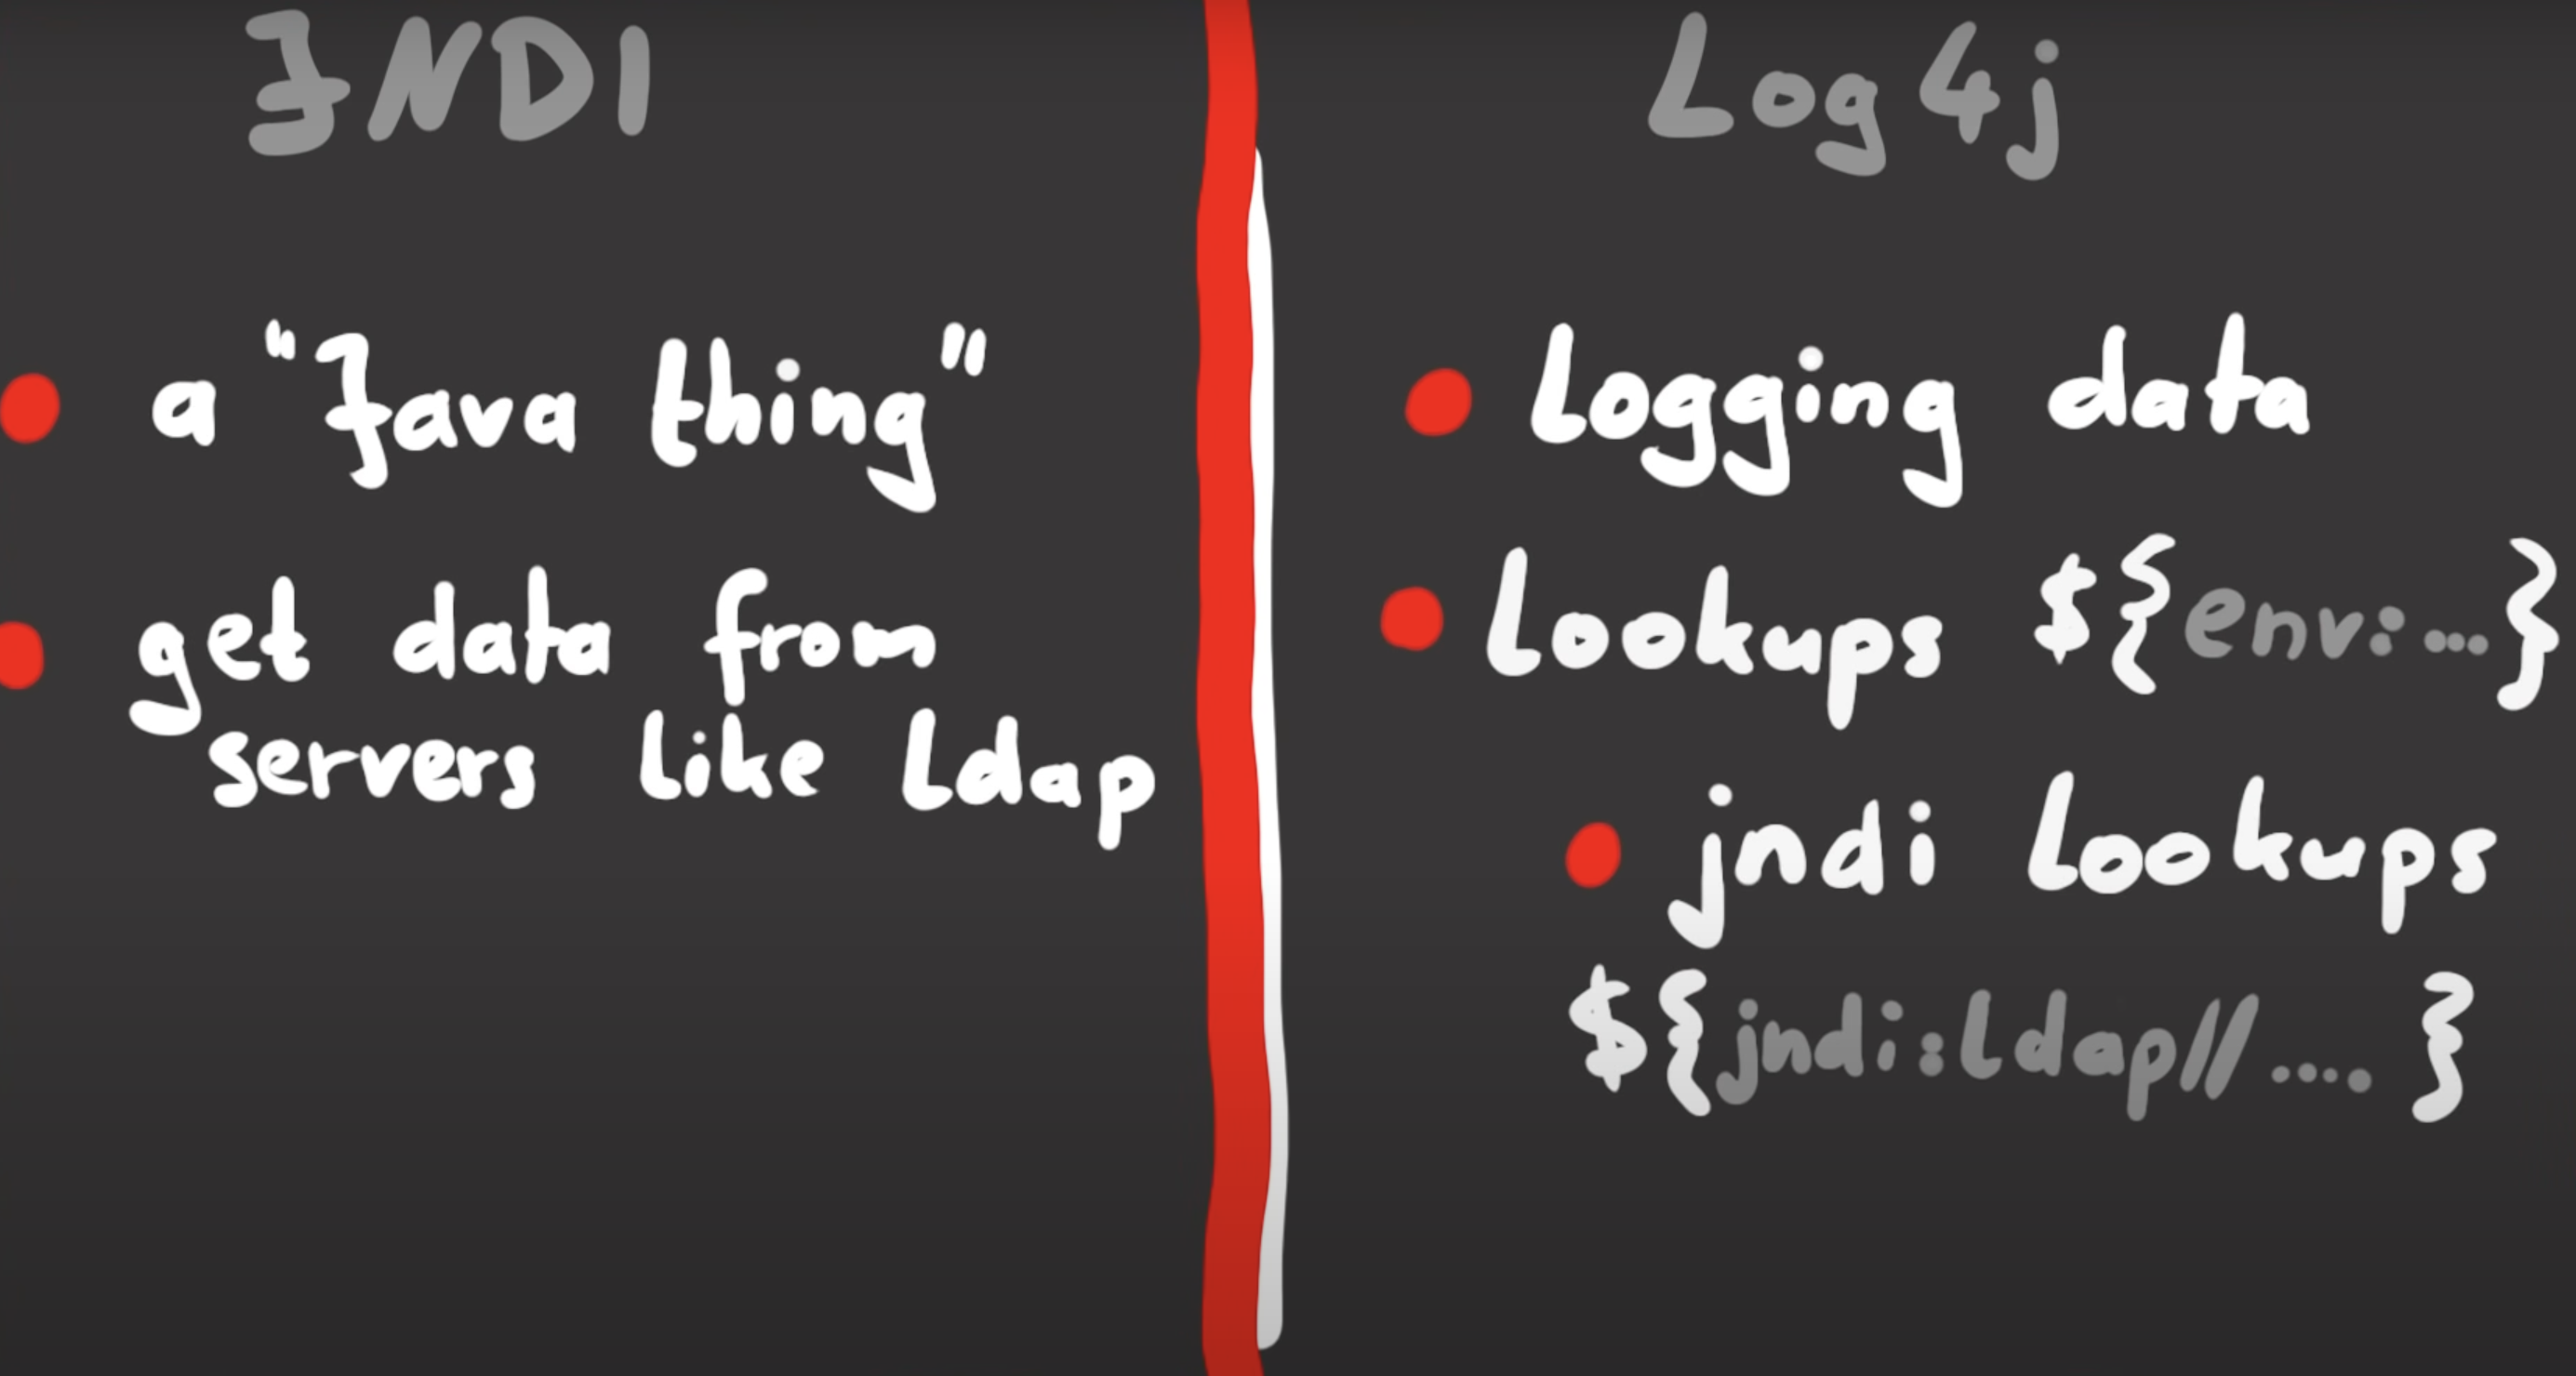 JNDI
a "Java thing"
get data from
servers like ldap
Log4j
Logging data
Lookups ${env:...}
jndi Lookups
${jndi:ldap//....}